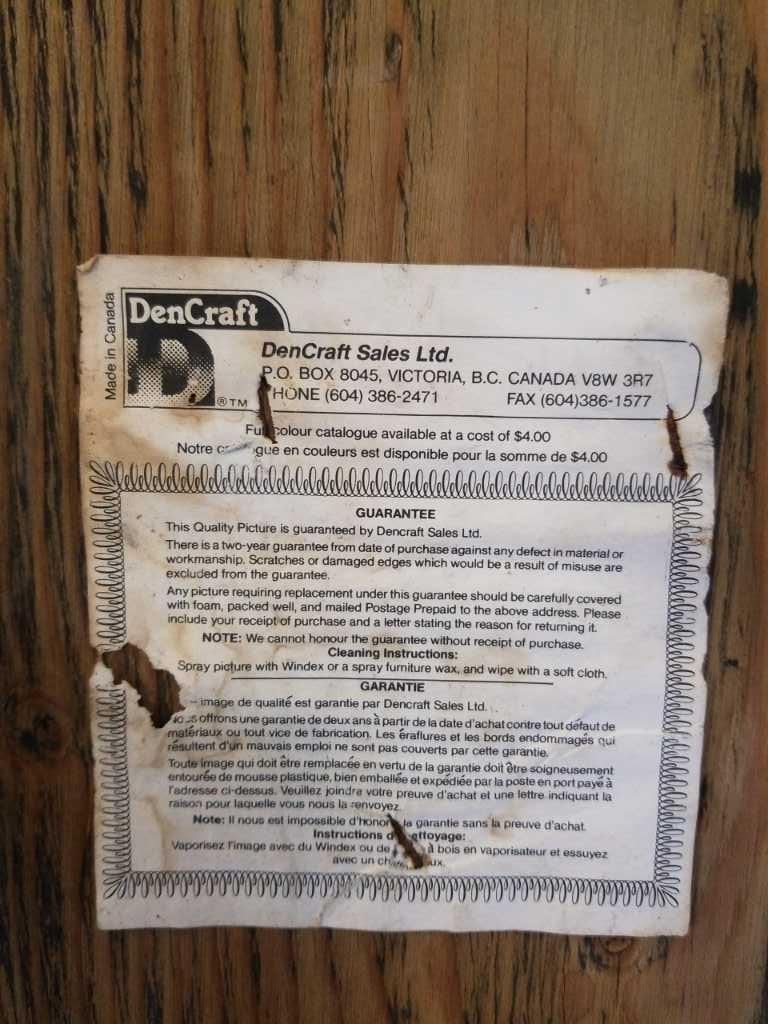 Made in Canada
DenCraft
D
®™
DenCraft Sales Ltd.
P.O. BOX 8045, VICTORIA, B.C. CANADA V8W 3R7
HONE (604) 386-2471 FAX (604)386-1577
colour catalogue available at a cost of $4.00
Notre en couleurs est disponible pour la somme de $4.00
GUARANTEE
This Quality Picture is guaranteed by Dencraft Sales Ltd.
There is a two-year guarantee from date of purchase against any defect in material or
workmanship. Scratches or damaged edges which would be a result of misuse are
excluded from the guarantee.
Any picture requiring replacement under this guarantee should be carefully covered
with foam, packed well, and mailed Postage Prepaid to the above address. Please
include your receipt of purchase and a letter stating the reason for returning it.
NOTE: We cannot honour the guarantee without receipt of purchase.
Cleaning Instructions:
Spray picture with Windex or a spray furniture wax, and wipe with a soft cloth.
GARANTIE
image de qualité est garantie par Dencraft Sales Ltd.
offrons une garantie de deux ans à partir de la date d'achat contre tout défaut de
matériaux ou tout vice de fabrication. Les éraflures et les bords endommagés qui
résultent d'un mauvais emploi ne sont pas couverts par cette garantie.
Toute image qui doit être remplacée en vertu de la garantie doit être soigneusement
entourée de mousse plastique, bien emballée et expédiée par la poste en port payé à
l'adresse ci-dessus. Veuillez joindre votre preuve d'achat et une lettre indiquant la
raison pour laquelle vous nous la renvoyez.
Note: Il nous est impossible d'honor la garantie sans la preuve d'achat.
Instructions ettoyage:
Vaporisez l'image avec du Windex ou de à bois en vaporisateur et essuyez
avec un